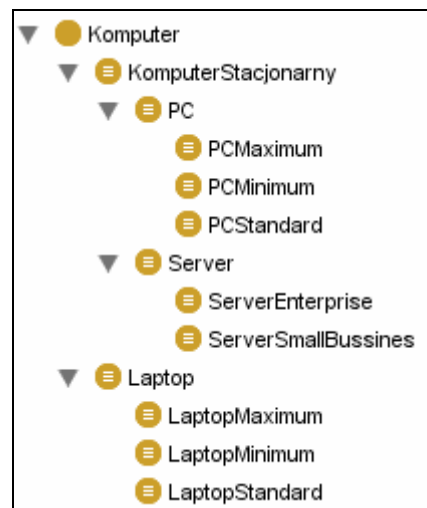 Komputer
KomputerStacjonarny
PC
PCMaximum
PCMinimum
PCStandard
Server
ServerEnterprise
ServerSmallBussines
Laptop
LaptopMaximum
LaptopMinimum
LaptopStandard